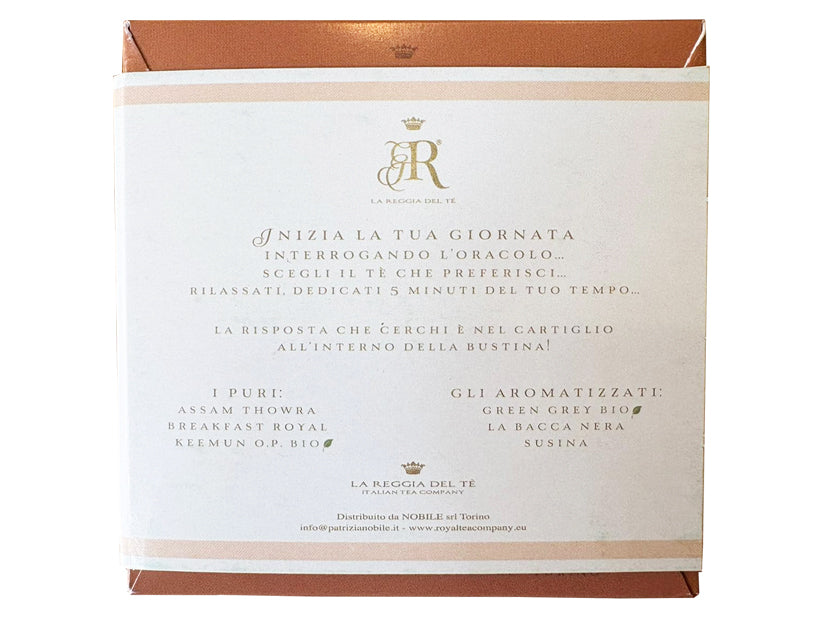 R®
LA REGGIA DEL TÉ
INIZIA LA TUA GIORNATA
INTERROGANDO L'ORACOLO...
SCEGLI IL TÈ CHE PREFERISCI...
RILASSATI, DEDICATI 5 MINUTI DEL TUO TEMPO...
LA RISPOSTA CHE CERCHI È NEL CARTIGLIO
ALL'INTERNO DELLA BUSTINA!
I PURI:
ASSAM THOWRA
BREAKFAST ROYAL
KEEMUN O.P. BIO
GLI AROMATIZZATI:
GREEN GREY BIO
LA BACCA NERA
SUSINA
LA REGGIA DEL TÉ
ITALIAN TEA COMPANY
Distribuito da NOBILE srl Torino
info@patrizianobile.it - www.royalteacompany.eu